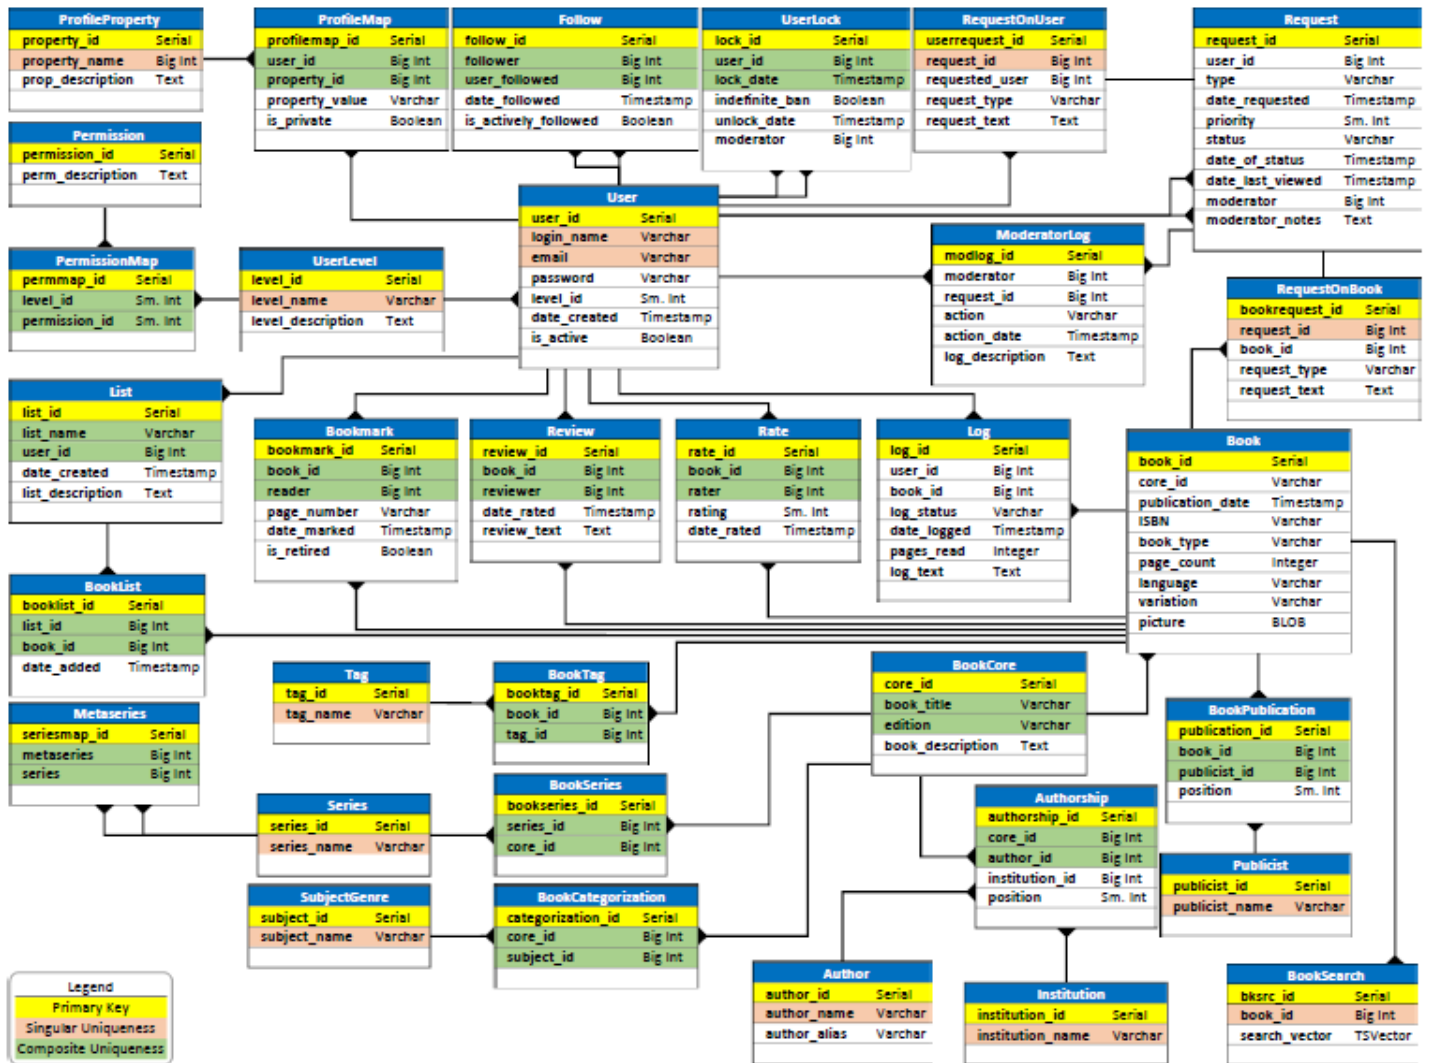 ProfileProperty
property_id Serial
property_name Big Int
prop_description Text
ProfileMap
profilemap_id Serial
user_id Big Int
property_id Big Int
property_value Varchar
is_private Boolean
Follow
follow_id Serial
follower Big Int
user_followed Big Int
date_followed Timestamp
is_actively_followed Boolean
UserLock
lock_id Serial
user_id Big Int
lock_date Timestamp
indefinite_ban Boolean
unlock_date Timestamp
moderator Big Int
RequestOnUser
userrequest_id Serial
request_id Big Int
requested_user Big Int
request_type Varchar
request_text Text
Request
request_id Serial
user_id Big Int
type Varchar
date_requested Timestamp
priority Sm. Int
status Varchar
date_of_status Timestamp
date_last_viewed Timestamp
moderator Big Int
moderator_notes Text
Permission
permission_id Serial
perm_description Text
User
user_id Serial
login_name Varchar
email Varchar
password Varchar
level_id Sm. Int
date_created Timestamp
is_active Boolean
PermissionMap
permmap_id Serial
level_id Sm. Int
permission_id Sm. Int
UserLevel
level_id Serial
level_name Varchar
level_description Text
ModeratorLog
modlog_id Serial
moderator Big Int
request_id Big Int
action Varchar
action_date Timestamp
log_description Text
RequestOnBook
bookrequest_id Serial
request_id Big Int
book_id Big Int
request_type Varchar
request_text Text
List
list_id Serial
list_name Varchar
user_id Big Int
date_created Timestamp
list_description Text
Bookmark
bookmark_id Serial
book_id Big Int
reader Big Int
page_number Varchar
date_marked Timestamp
is_retired Boolean
Review
review_id Serial
book_id Big Int
reviewer Big Int
date_rated Timestamp
review_text Text
Rate
rate_id Serial
book_id Big Int
rater Big Int
rating Sm. Int
date_rated Timestamp
Log
log_id Serial
user_id Big Int
book_id Big Int
log_status Varchar
date_logged Timestamp
pages_read Integer
log_text Text
Book
book_id Serial
core_id Varchar
publication_date Timestamp
ISBN Varchar
book_type Varchar
page_count Integer
language Varchar
variation Varchar
picture BLOB
BookList
booklist_id Serial
list_id Big Int
book_id Big Int
date_added Timestamp
Tag
tag_id Serial
tag_name Varchar
BookTag
booktag_id Serial
book_id Big Int
tag_id Big Int
BookCore
core_id Serial
book_title Varchar
edition Varchar
book_description Text
BookPublication
publication_id Serial
book_id Big Int
publicist_id Big Int
position Sm. Int
Metaseries
seriesmap_id Serial
metaseries Big Int
series Big Int
Series
series_id Serial
series_name Varchar
BookSeries
bookseries_id Serial
series_id Big Int
core_id Big Int
Authorship
authorship_id Serial
core_id Big Int
author_id Big Int
institution_id Big Int
position Sm. Int
Publicist
publicist_id Serial
publicist_name Varchar
SubjectGenre
subject_id Serial
subject_name Varchar
BookCategorization
categorization_id Serial
core_id Big Int
subject_id Big Int
Author
author_id Serial
author_name Varchar
author_alias Varchar
Institution
institution_id Serial
institution_name Varchar
BookSearch
bksrc_id Serial
book_id Big Int
search_vector TSVector
Legend
Primary Key
Singular Uniqueness
Composite Uniqueness